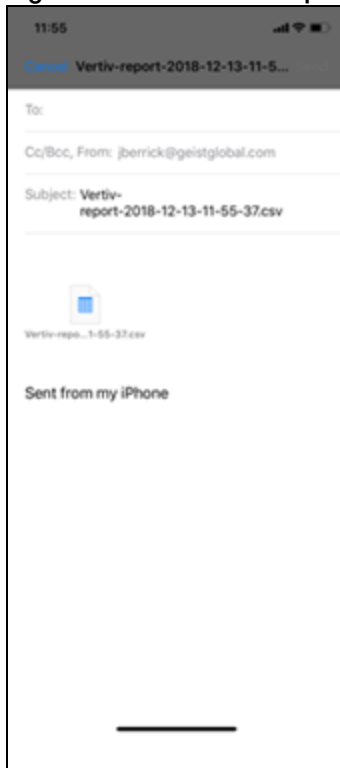 11:55
Cancel Vertiv-report-2018-12-13-11-5...
To:
Cc/Bcc, From: jberrick@geistglobal.com
Subject: Vertiv-
report-2018-12-13-11-55-37.csv
Vertiv-repo...1-55-37.csv
Sent from my iPhone